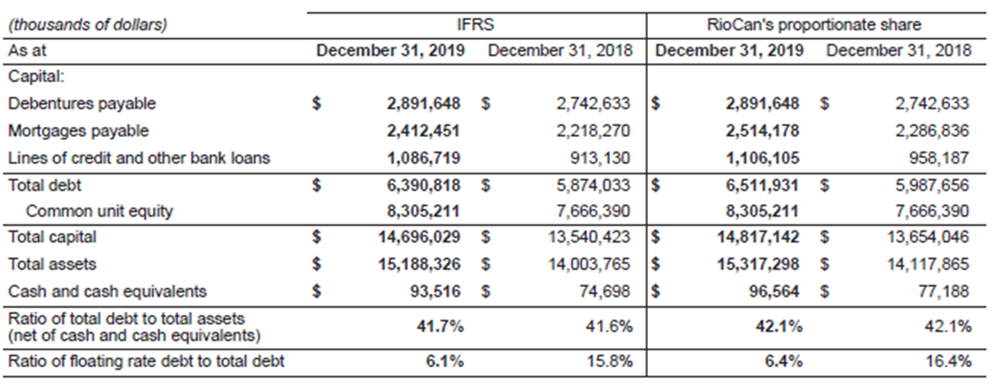 (thousands of dollars) IFRS RioCan's proportionate share
As at December 31, 2019 December 31, 2018 December 31, 2019 December 31, 2018
Capital:
Debentures payable $ 2,891,648 $ 2,742,633 $ 2,891,648 $ 2,742,633
Mortgages payable 2,412,451 2,218,270 2,514,178 2,286,836
Lines of credit and other bank loans 1,086,719 913,130 1,106,105 958,187
Total debt $ 6,390,818 $ 5,874,033 $ 6,511,931 $ 5,987,656
Common unit equity 8,305,211 7,666,390 8,305,211 7,666,390
Total capital $ 14,696,029 $ 13,540,423 $ 14,817,142 $ 13,654,046
Total assets $ 15,188,326 $ 14,003,765 $ 15,317,298 $ 14,117,865
Cash and cash equivalents $ 93,516 $ 74,698 $ 96,564 $ 77,188
Ratio of total debt to total assets
(net of cash and cash equivalents) 41.7% 41.6% 42.1% 42.1%
Ratio of floating rate debt to total debt 6.1% 15.8% 6.4% 16.4%